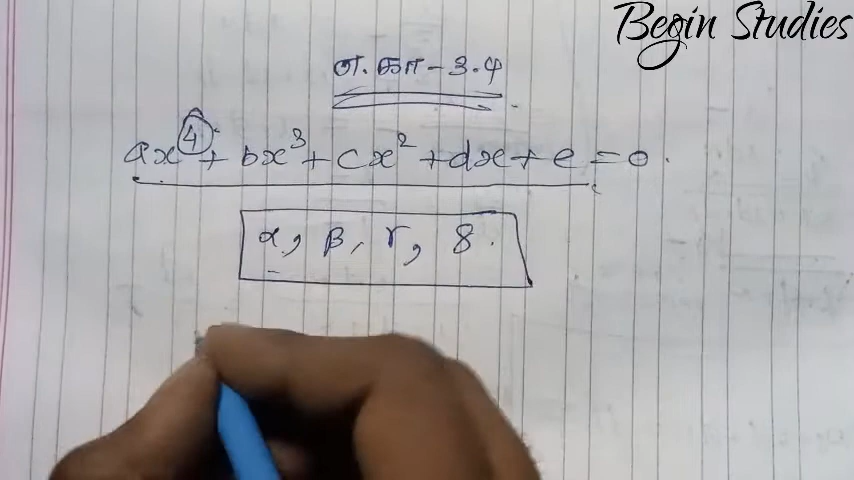 Begin Studies
எ.கா - 3.4
ax⁴ + bx³ + cx² + dx + e = 0.
α, β, γ, δ.